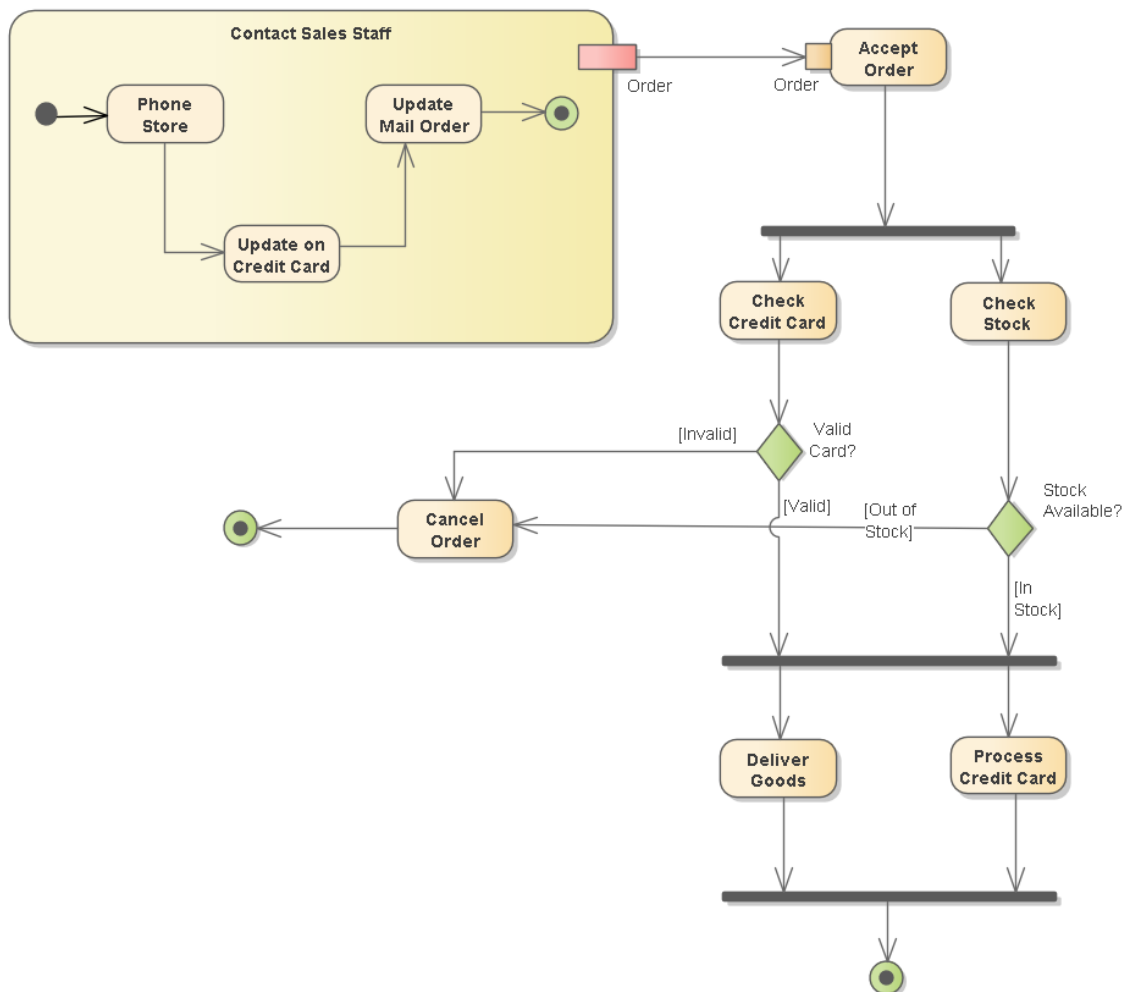 Contact Sales Staff
Phone
Store
Update
Mail Order
Update on
Credit Card
Order
Order
Accept
Order
Check
Credit Card
Check
Stock
[Invalid]
Valid
Card?
[Valid]
[Out of
Stock]
Stock
Available?
Cancel
Order
[In
Stock]
Deliver
Goods
Process
Credit Card